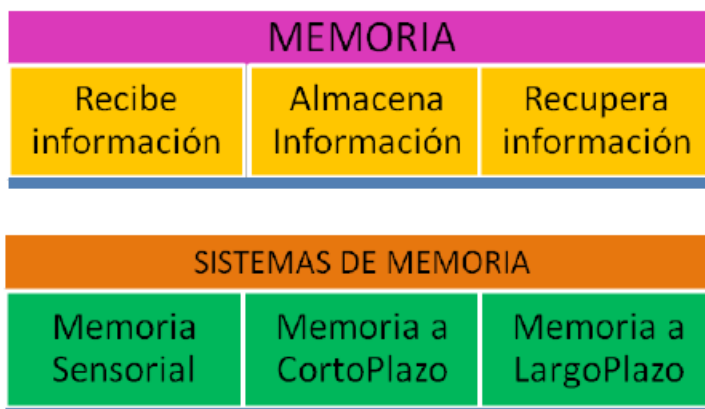 MEMORIA
Recibe Almacena Recupera
información Información información
SISTEMAS DE MEMORIA
Memoria Memoria a Memoria a
Sensorial CortoPlazo LargoPlazo